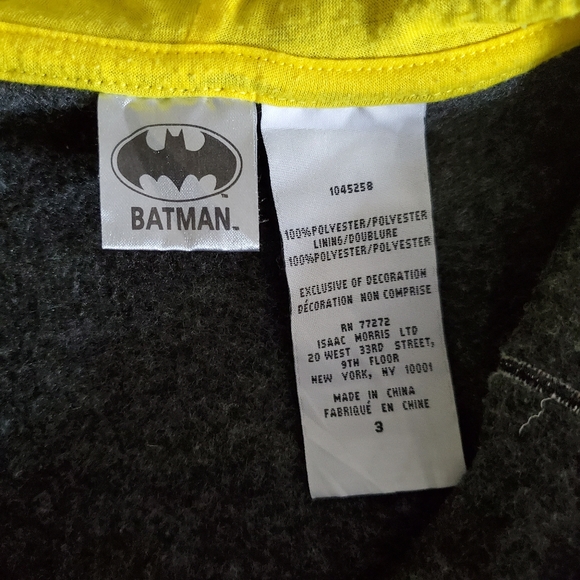 BATMAN™
1045258
100%POLYESTER/POLYESTER
LINING/DOUBLURE
100%POLYESTER/POLYESTER
EXCLUSIVE OF DECORATION
DÉCORATION NON COMPRISE
RN 77272
ISAAC MORRIS LTD
20 WEST 33RD STREET,
9TH FLOOR
NEW YORK, NY 10001
MADE IN CHINA
FABRIQUÉ EN CHINE
3